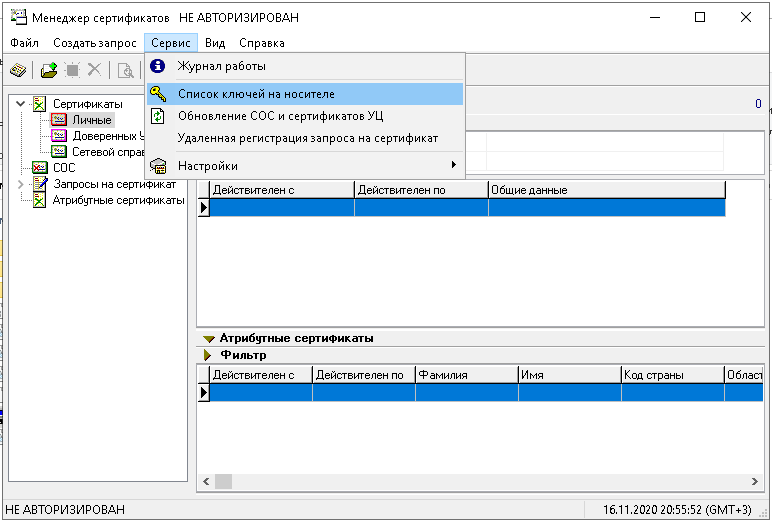 Менеджер сертификатов НЕ АВТОРИЗИРОВАН
Файл Создать запрос Сервис Вид Справка
Журнал работы
Список ключей на носителе
Обновление СОС и сертификатов УЦ
Удаленная регистрация запроса на сертификат
Настройки
Сертификаты
Личные
Доверенных У
Сетевой справ
СОС
Запросы на сертификат
Атрибутные сертификаты
0
Действителен с Действителен по Общие данные
Атрибутные сертификаты
Фильтр
Действителен с Действителен по Фамилия Имя Код страны Област
НЕ АВТОРИЗИРОВАН 16.11.2020 20:55:52 (GMT+3)